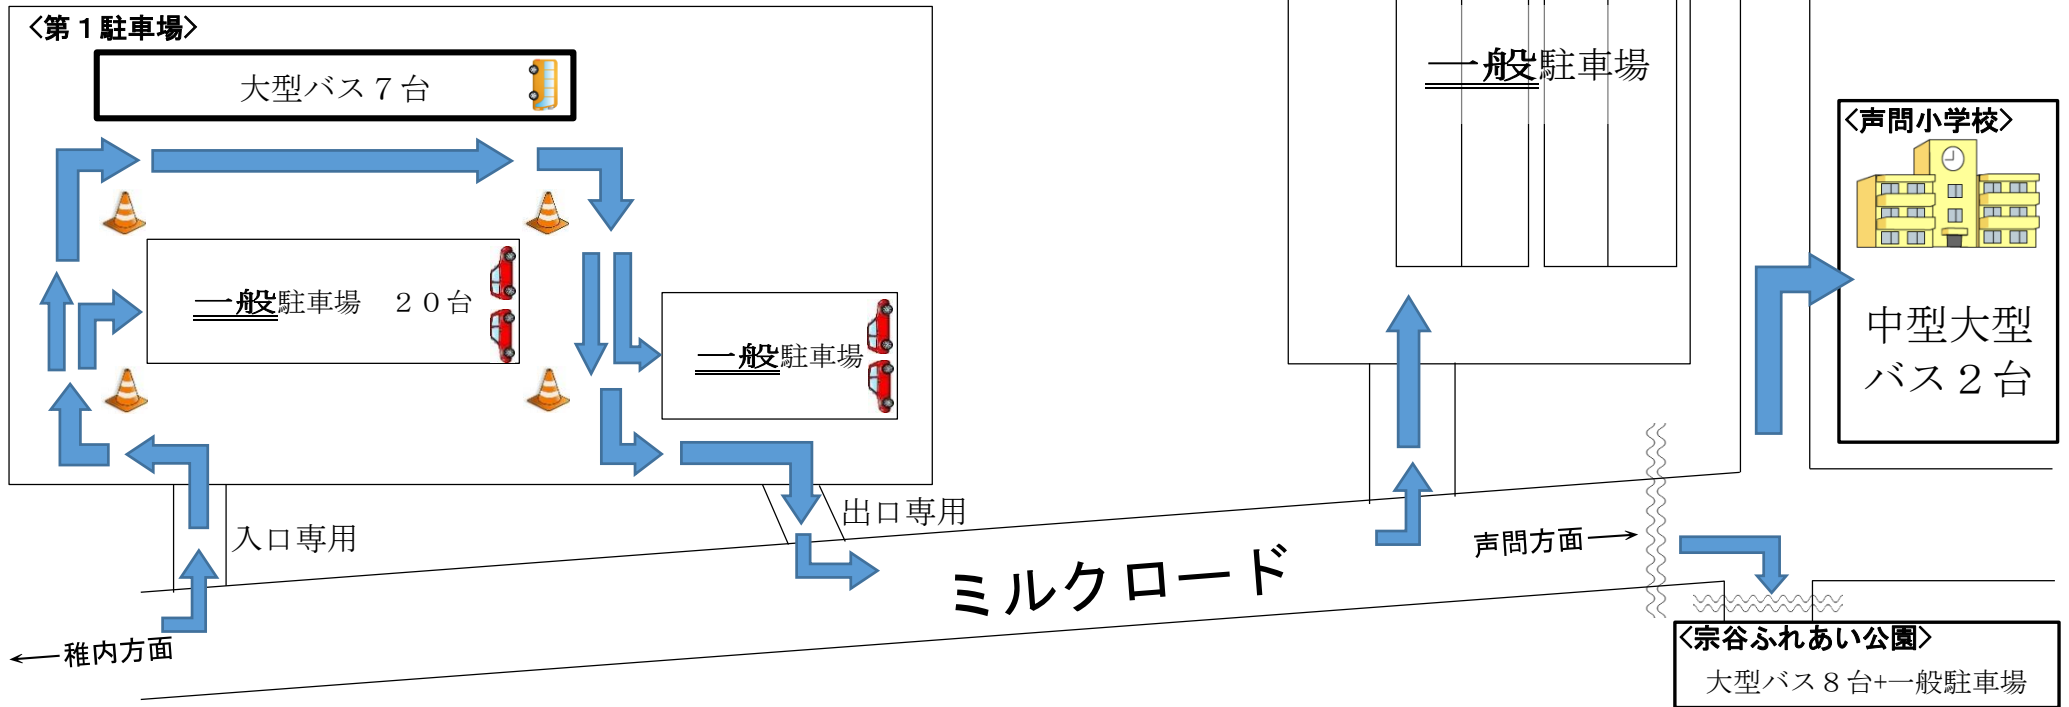 <第１駐車場>
大型バス７台
一般駐車場　２０台
一般駐車場
入口専用
出口専用
一般駐車場
<声問小学校>
中型大型
バス２台
ミルクロード
声問方面→
←稚内方面
<宗谷ふれあい公園>
大型バス８台+一般駐車場